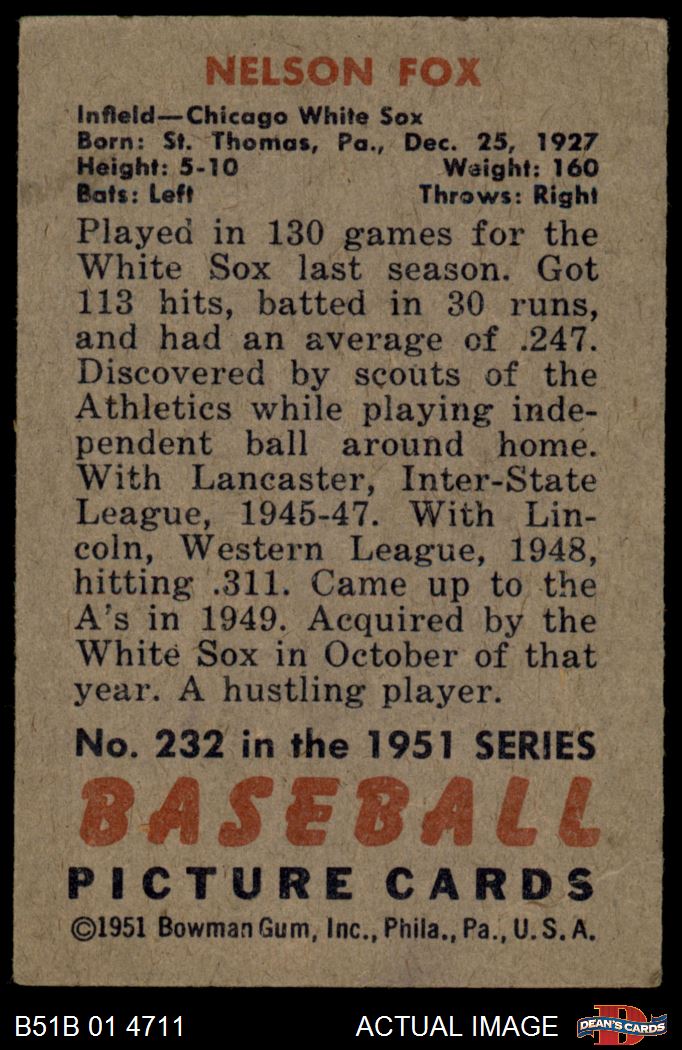 NELSON FOX
Infield—Chicago White Sox
Born: St. Thomas, Pa., Dec. 25, 1927
Height: 5-10 Weight: 160
Bats: Left Throws: Right
Played in 130 games for the
White Sox last season. Got
113 hits, batted in 30 runs,
and had an average of .247.
Discovered by scouts of the
Athletics while playing inde-
pendent ball around home.
With Lancaster, Inter-State
League, 1945-47. With Lin-
coln, Western League, 1948,
hitting .311. Came up to the
A's in 1949. Acquired by the
White Sox in October of that
year. A hustling player.
No. 232 in the 1951 SERIES
BASEBALL
PICTURE CARDS
©1951 Bowman Gum, Inc., Phila., Pa., U. S. A.
B51B 01 4711 ACTUAL IMAGE
D
DEAN'S CARDS